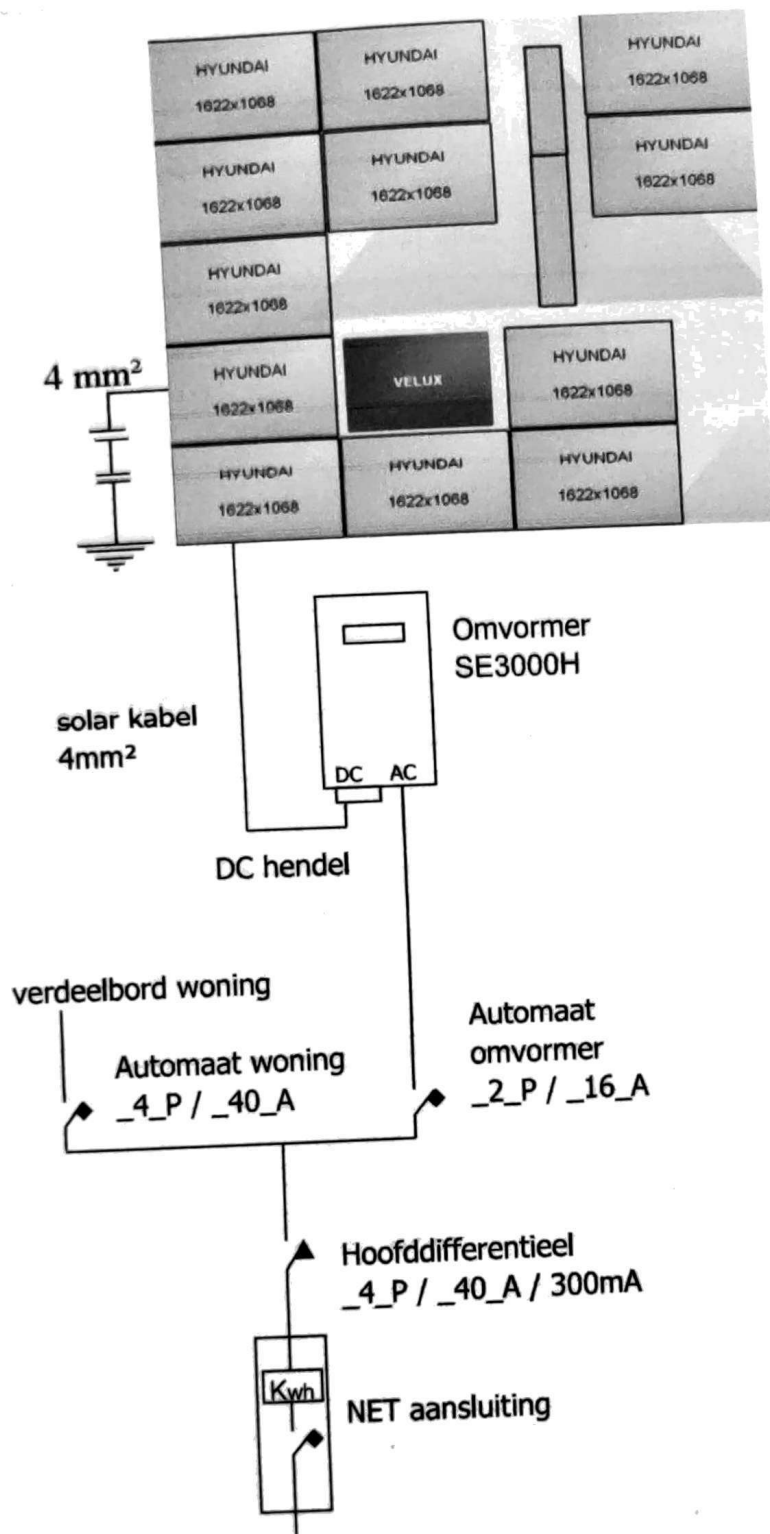 HYUNDAI
1622x1068
HYUNDAI
1622x1068
HYUNDAI
1622x1068
HYUNDAI
1622x1068
HYUNDAI
1622x1068
HYUNDAI
1622x1068
HYUNDAI
1622x1068
4 mm²
HYUNDAI
1622x1068
VELUX
HYUNDAI
1622x1068
HYUNDAI
1622x1068
HYUNDAI
1622x1068
HYUNDAI
1622x1068
Omvormer
SE3000H
solar kabel
4mm²
DC AC
DC hendel
verdeelbord woning
Automaat woning
_4_P / _40_A
Automaat
omvormer
_2_P / _16_A
Hoofddifferentieel
_4_P / _40_A / 300mA
Kwh
NET aansluiting